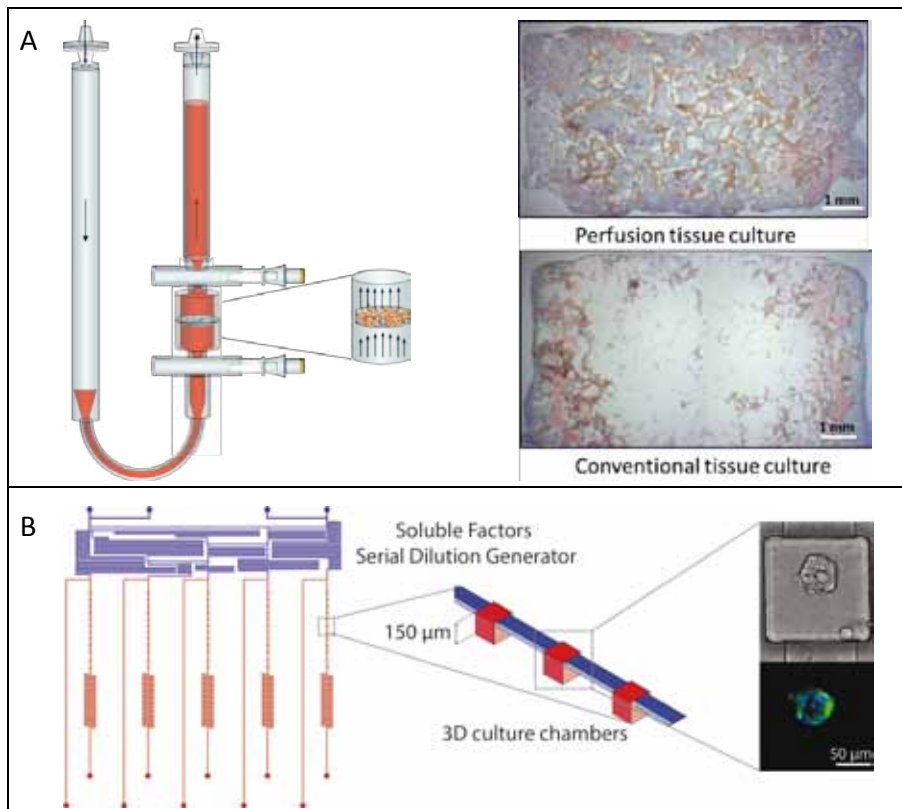 A
1 mm
Perfusion tissue culture
1 mm
Conventional tissue culture
B
Soluble Factors
Serial Dilution Generator
150 µm
3D culture chambers
50 µm